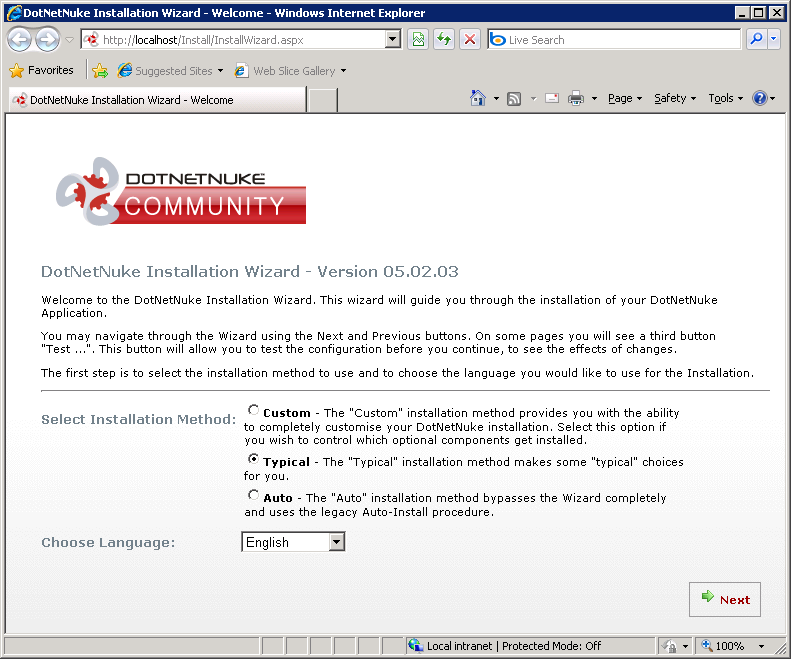 DotNetNuke Installation Wizard - Welcome - Windows Internet Explorer
http://localhost/Install/InstallWizard.aspx
Live Search
Favorites
Suggested Sites
Web Slice Gallery
DotNetNuke Installation Wizard - Welcome
Page
Safety
Tools
DOTNETNUKE™
COMMUNITY
DotNetNuke Installation Wizard - Version 05.02.03
Welcome to the DotNetNuke Installation Wizard. This wizard will guide you through the installation of your DotNetNuke
Application.
You may navigate through the Wizard using the Next and Previous buttons. On some pages you will see a third button
"Test ...". This button will allow you to test the configuration before you continue, to see the effects of changes.
The first step is to select the installation method to use and to choose the language you would like to use for the Installation.
Select Installation Method:
Custom - The "Custom" installation method provides you with the ability
to completely customise your DotNetNuke installation. Select this option if
you wish to control which optional components get installed.
Typical - The "Typical" installation method makes some "typical" choices
for you.
Auto - The "Auto" installation method bypasses the Wizard completely
and uses the legacy Auto-Install procedure.
Choose Language:
English
Next
Local intranet | Protected Mode: Off
100%